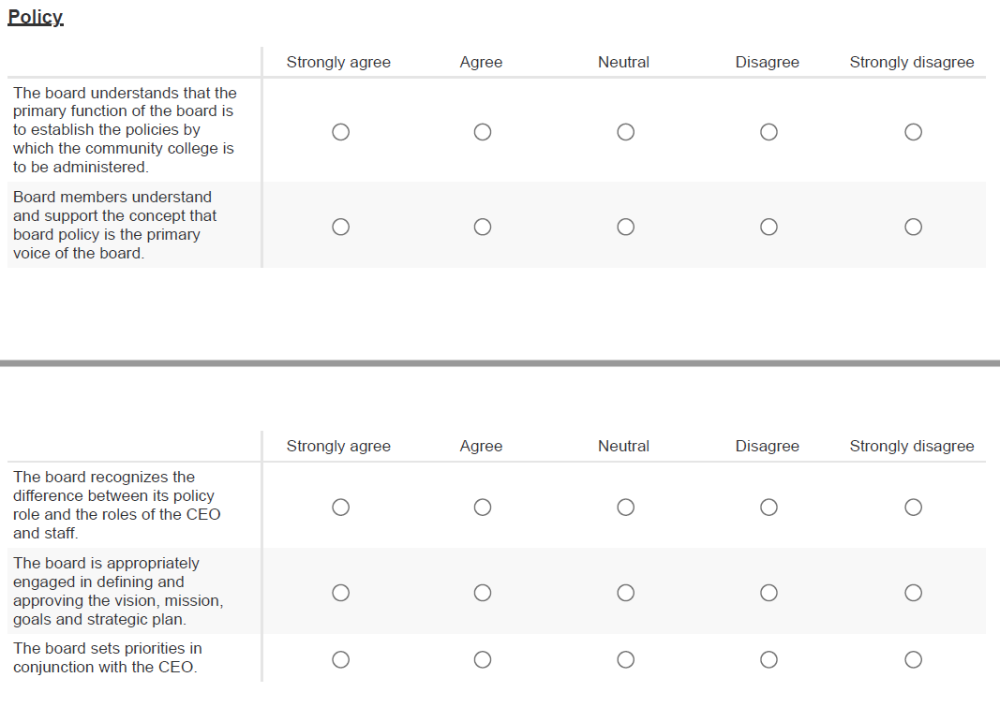 Policy
Strongly agree Agree Neutral Disagree Strongly disagree
The board understands that the
primary function of the board is
to establish the policies by
which the community college is
to be administered.
Board members understand
and support the concept that
board policy is the primary
voice of the board.
Strongly agree Agree Neutral Disagree Strongly disagree
The board recognizes the
difference between its policy
role and the roles of the CEO
and staff.
The board is appropriately
engaged in defining and
approving the vision, mission,
goals and strategic plan.
The board sets priorities in
conjunction with the CEO.